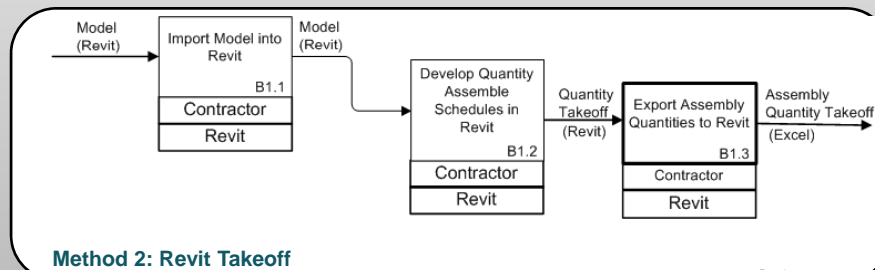 Model
(Revit)
Import Model into
Revit
B1.1
Contractor
Revit
Model
(Revit)
Develop Quantity
Assemble
Schedules in
Revit
B1.2
Contractor
Revit
Quantity
Takeoff
(Revit)
Export Assembly
Quantities to Revit
B1.3
Contractor
Revit
Assembly
Quantity Takeoff
(Excel)
Method 2: Revit Takeoff